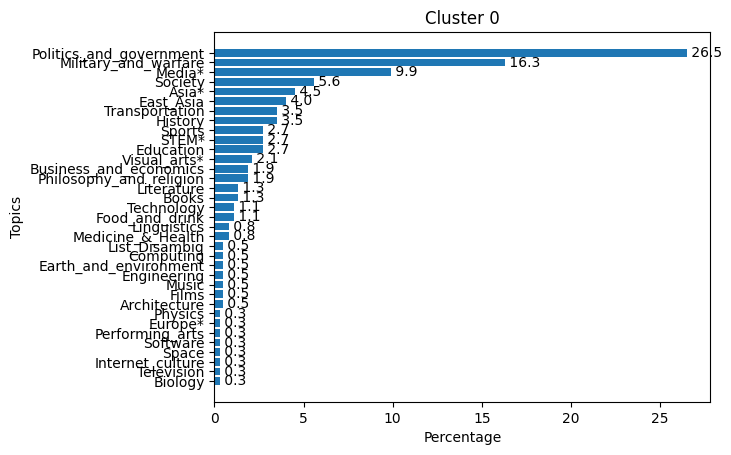 Cluster 0
Politics_and_government 26.5
Military_and_warfare 16.3
Media* 9.9
Society 5.6
Asia* 4.5
East_Asia 4.0
Transportation 3.5
History 3.5
Sports 2.7
STEM* 2.7
Education 2.7
Visual_arts* 2.1
Business_and_economics 1.9
Philosophy_and_religion 1.9
Literature 1.3
Books 1.3
Technology 1.1
Food_and_drink 1.1
Linguistics 0.8
Medicine_&_Health 0.8
List_Disambig 0.5
Computing 0.5
Earth_and_environment 0.5
Engineering 0.5
Music 0.5
Films 0.5
Architecture 0.5
Physics 0.3
Europe* 0.3
Performing_arts 0.3
Software 0.3
Space 0.3
Internet_culture 0.3
Television 0.3
Biology 0.3
Topics
0 5 10 15 20 25
Percentage